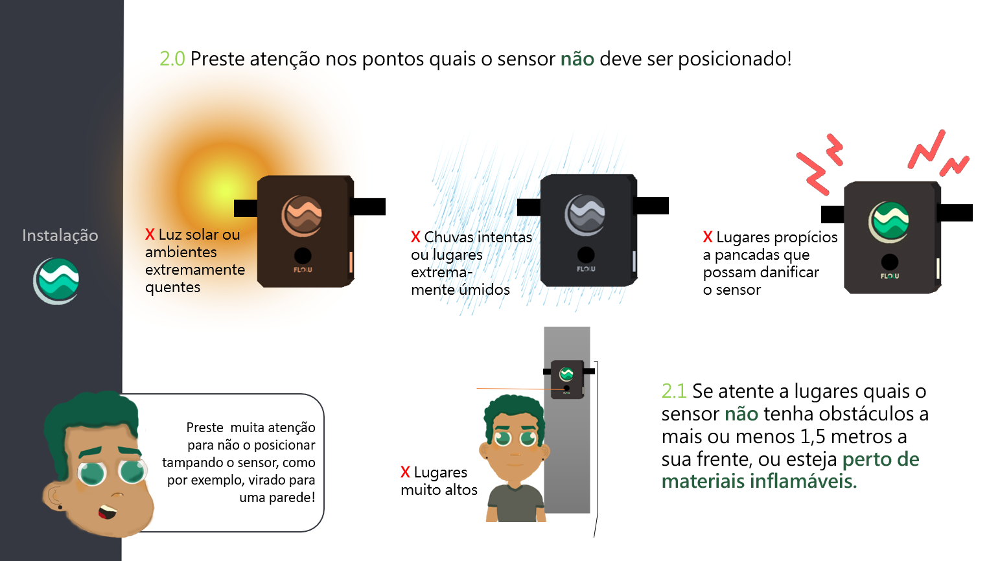 2.0 Preste atenção nos pontos quais o sensor não deve ser posicionado!
Instalação
X Luz solar ou
ambientes
extremamente
quentes
FLOXU
X Chuvas intentas
ou lugares
extrema-
mente úmidos
FLOXU
X Lugares propícios
a pancadas que
possam danificar
o sensor
FLOXU
Preste  muita atenção
para não o posicionar
tampando o sensor, como
por exemplo, virado para
uma parede!
X Lugares
muito altos
2.1 Se atente a lugares quais o
sensor não tenha obstáculos a
mais ou menos 1,5 metros a
sua frente, ou esteja perto de
materiais inflamáveis.